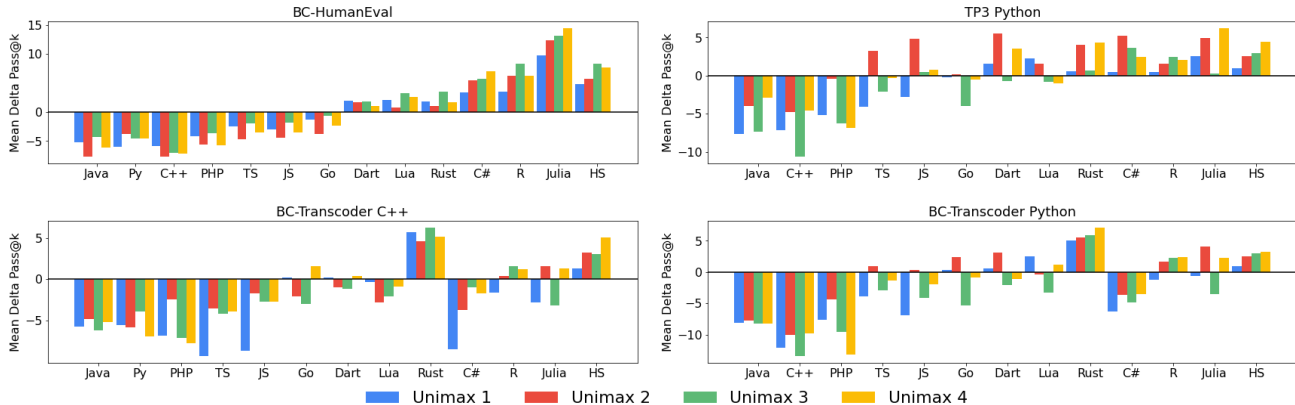 BC-HumanEval
Mean Delta Pass@k
15
10
0
−5
Java Py C++ PHP TS JS Go Dart Lua Rust C# R Julia HS
TP3 Python
Mean Delta Pass@k
5
0
−5
−10
Java C++ PHP TS JS Go Dart Lua Rust C# R Julia HS
BC-Transcoder C++
Mean Delta Pass@k
5
0
−5
Java Py PHP TS JS Go Dart Lua Rust C# R Julia HS
BC-Transcoder Python
Mean Delta Pass@k
5
0
−5
−10
Java C++ PHP TS JS Go Dart Lua Rust C# R Julia HS
Unimax 1 Unimax 2 Unimax 3 Unimax 4